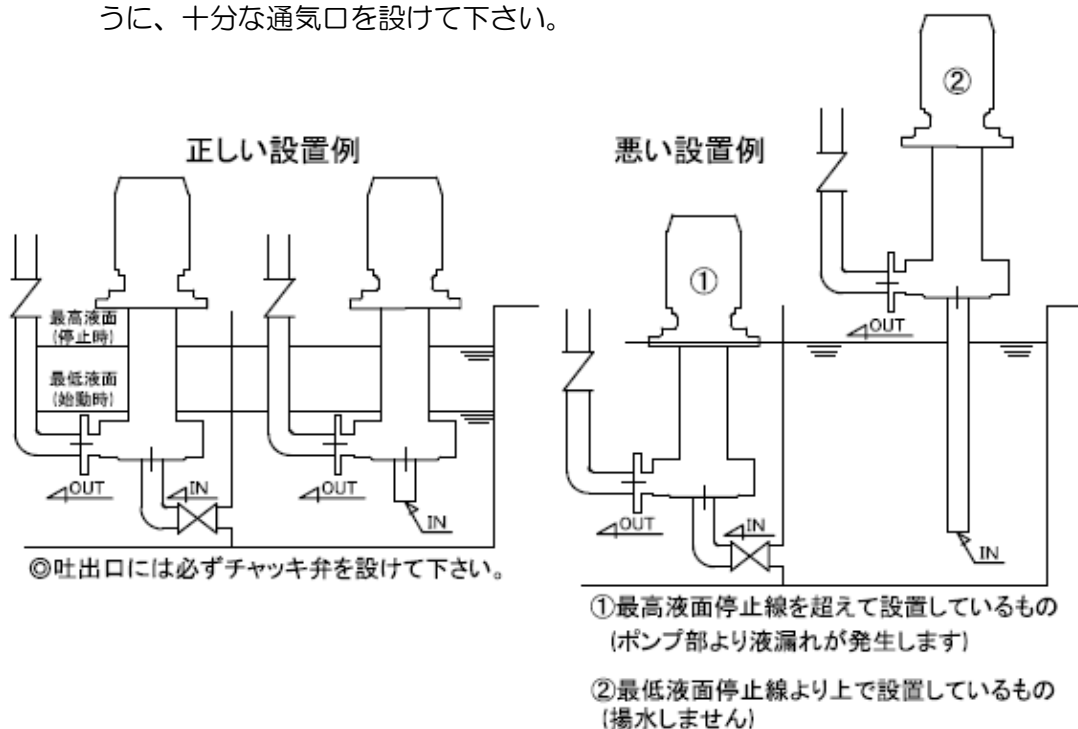 うに、十分な通気口を設けて下さい。
正しい設置例
最高液面
(停止時)
最低液面
(始動時)
OUT
IN
OUT
IN
◎吐出口には必ずチャッキ弁を設けて下さい。
悪い設置例
①
②
OUT
IN
OUT
IN
①最高液面停止線を超えて設置しているもの
(ポンプ部より液漏れが発生します)
②最低液面停止線より上で設置しているもの
(揚水しません)